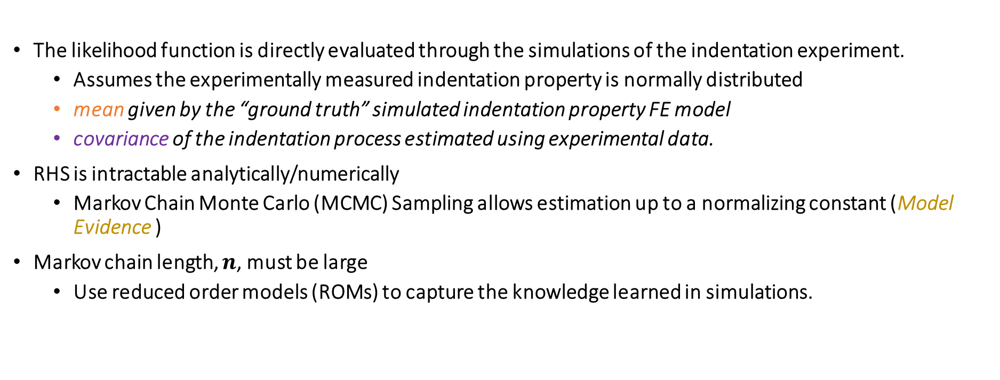 • The likelihood function is directly evaluated through the simulations of the indentation experiment.
• Assumes the experimentally measured indentation property is normally distributed
• mean given by the “ground truth” simulated indentation property FE model
• covariance of the indentation process estimated using experimental data.
• RHS is intractable analytically/numerically
• Markov Chain Monte Carlo (MCMC) Sampling allows estimation up to a normalizing constant (Model
Evidence )
• Markov chain length, n, must be large
• Use reduced order models (ROMs) to capture the knowledge learned in simulations.